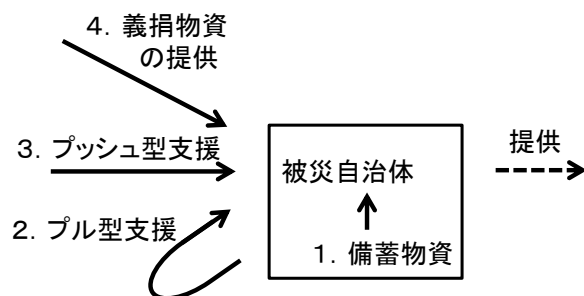 4. 義捐物資
の提供
3. プッシュ型支援
提供
被災自治体
2. プル型支援
1. 備蓄物資